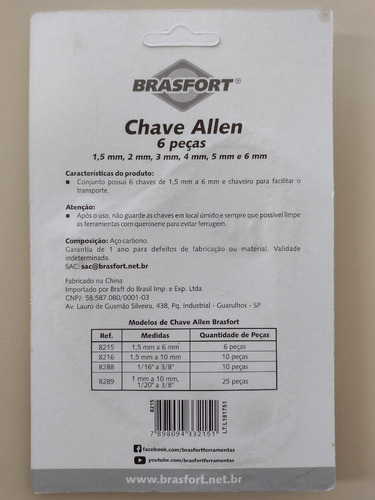 BRASFORT®
Chave Allen
6 peças
1,5 mm, 2 mm, 3 mm, 4 mm, 5 mm e 6 mm
Características do produto:
■ Conjunto possui 6 chaves de 1,5 mm a 6 mm e chaveiro para facilitar o
transporte.
Atenção:
■ Após o uso, não guarde as chaves em local úmido e sempre que possível limpe
as ferramentas com querosene para evitar ferrugem.
Composição: Aço carbono.
Garantia de 1 ano para defeitos de fabricação ou material. Validade
indeterminada.
SAC: sac@brasfort.net.br
Fabricado na China:
Importado por Braft do Brasil Imp. e Exp. Ltda.
CNPJ: 58.587.080/0001-03
Av. Lauro de Gusmão Silveira, 438, Pq. Industrial - Guarulhos - SP
Modelos de Chave Allen Brasfort
Ref. Medidas Quantidade de Peças
8215 1,5 mm a 6 mm 6 peças
8216 1,5 mm a 10 mm 10 peças
8288 1/16" a 3/8" 10 peças
8289 1 mm a 10 mm, 1/20" a 3/8" 25 peças
8215
7 898094 332151
LT:L181751
facebook.com/brasfortferramentas
youtube.com/brasfortferramentas
www.brasfort.net.br